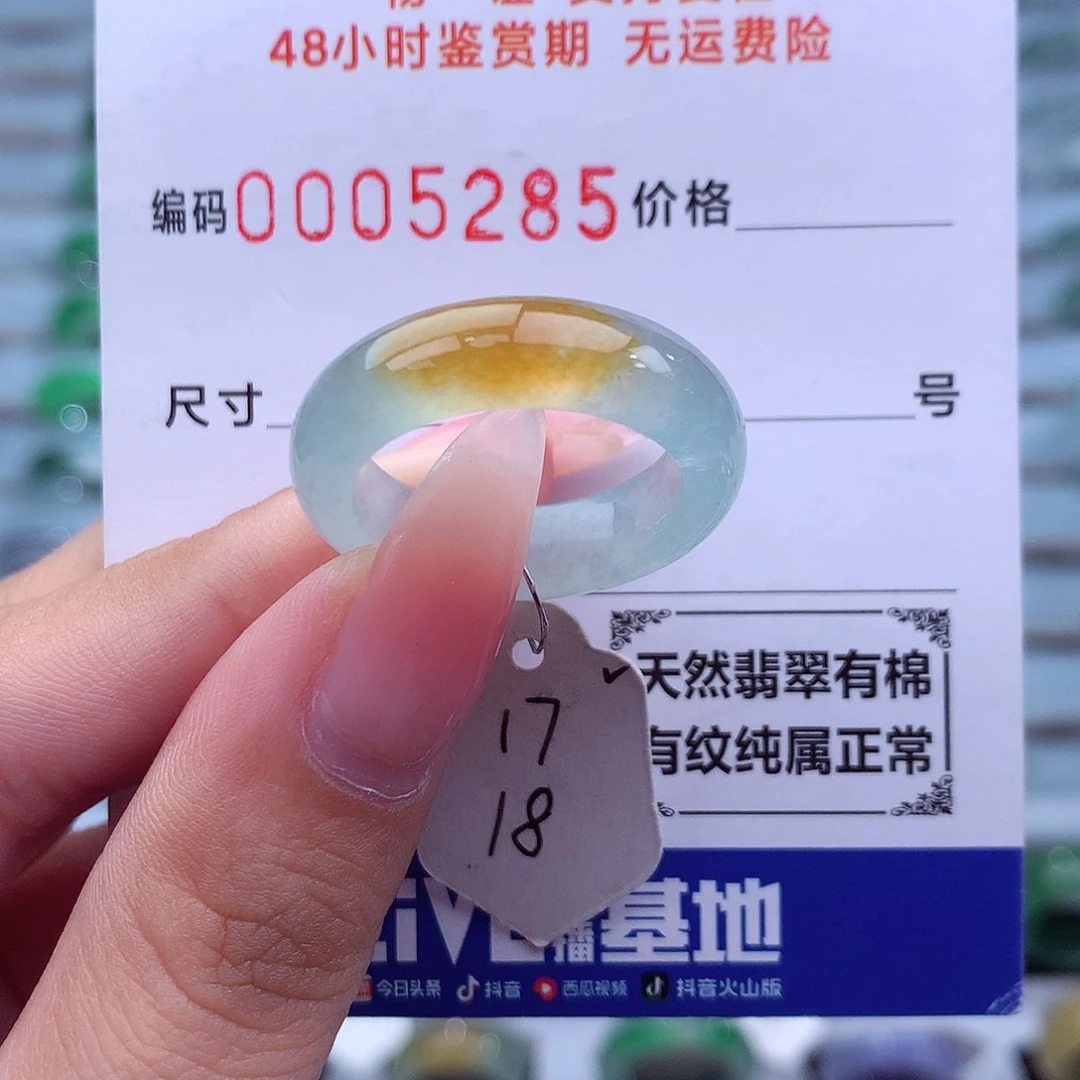 48小时鉴赏期 无运费险
编码0005285价格
尺寸 号
✓天然翡翠有棉
有纹纯属正常
17
18
LiVE 播基地
今日头条 抖音 西瓜视频 抖音火山版